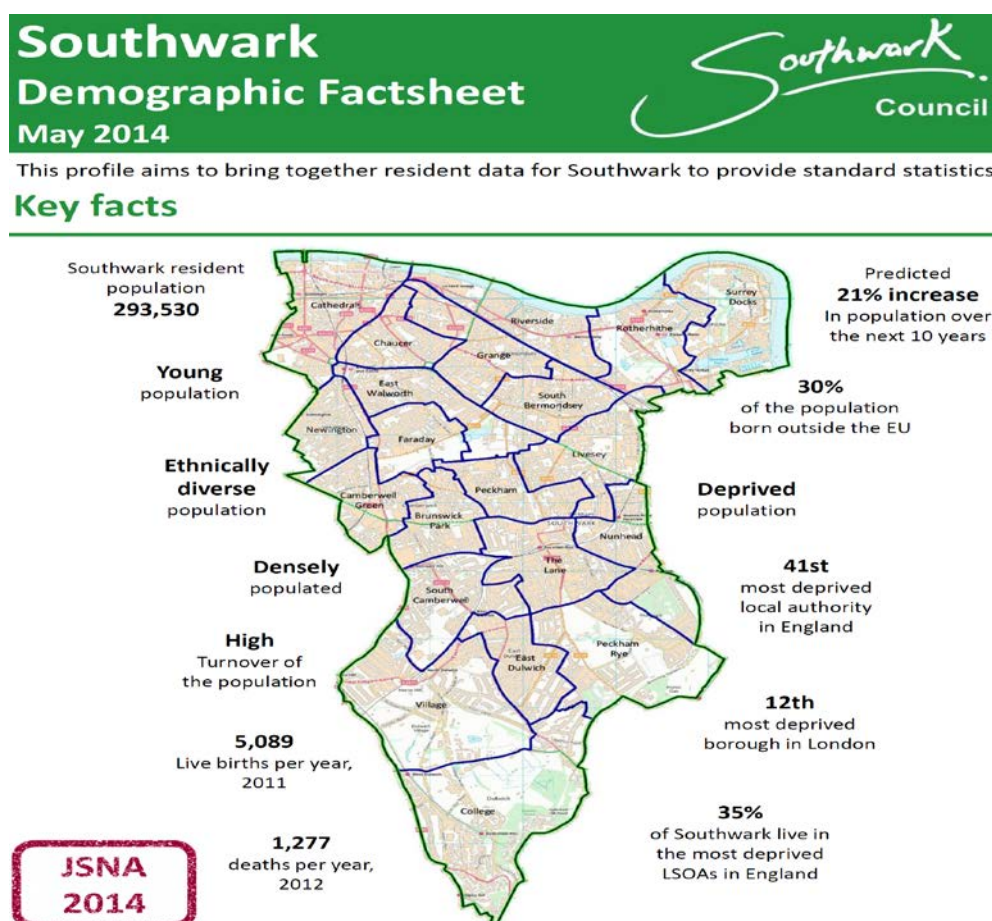 Southwark
Demographic Factsheet
May 2014
Southwark
Council
This profile aims to bring together resident data for Southwark to provide standard statistics
Key facts
Southwark resident
population
293,530
Young
population
Ethnically
diverse
population
Densely
populated
High
Turnover of
the population
5,089
Live births per year,
2011
1,277
deaths per year,
2012
JSNA
2014
Cathedral
Chaucer
Riverside
Grange
Rotherhithe
Surrey
Docks
East
Walworth
South
Bermondsey
Newington
Faraday
Livesey
Camberwell
Green
Brunswick
Park
Peckham
Nunhead
The
Lane
South
Camberwell
Peckham
Rye
East
Dulwich
Village
College
Predicted
21% increase
In population over
the next 10 years
30%
of the population
born outside the EU
Deprived
population
41st
most deprived
local authority
in England
12th
most deprived
borough in London
35%
of Southwark live in
the most deprived
LSOAs in England